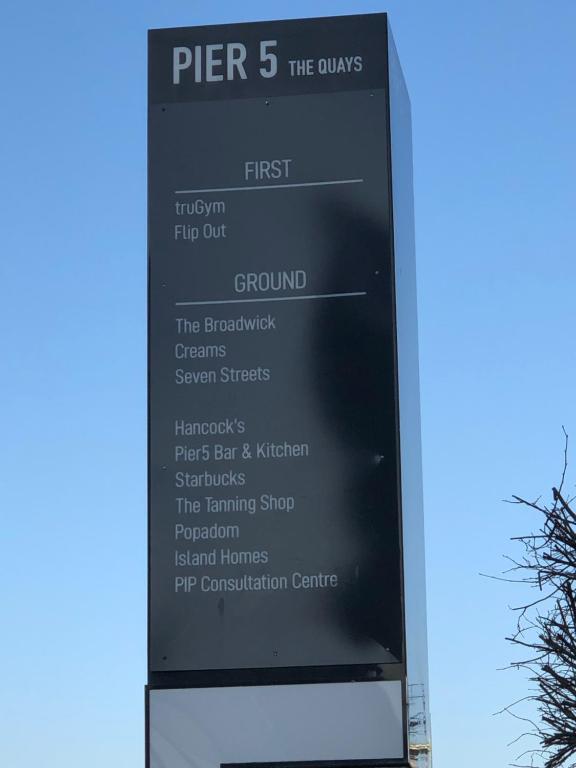 PIER 5 THE QUAYS
FIRST
truGym
Flip Out
GROUND
The Broadwick
Creams
Seven Streets
Hancock's
Pier5 Bar & Kitchen
Starbucks
The Tanning Shop
Popadom
Island Homes
PIP Consultation Centre